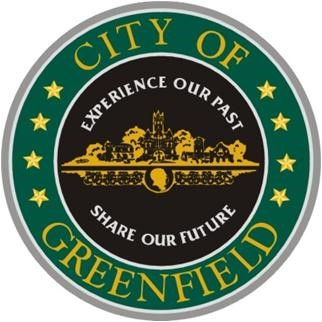 CITY OF
EXPERIENCE OUR PAST
SHARE OUR FUTURE
GREENFIELD